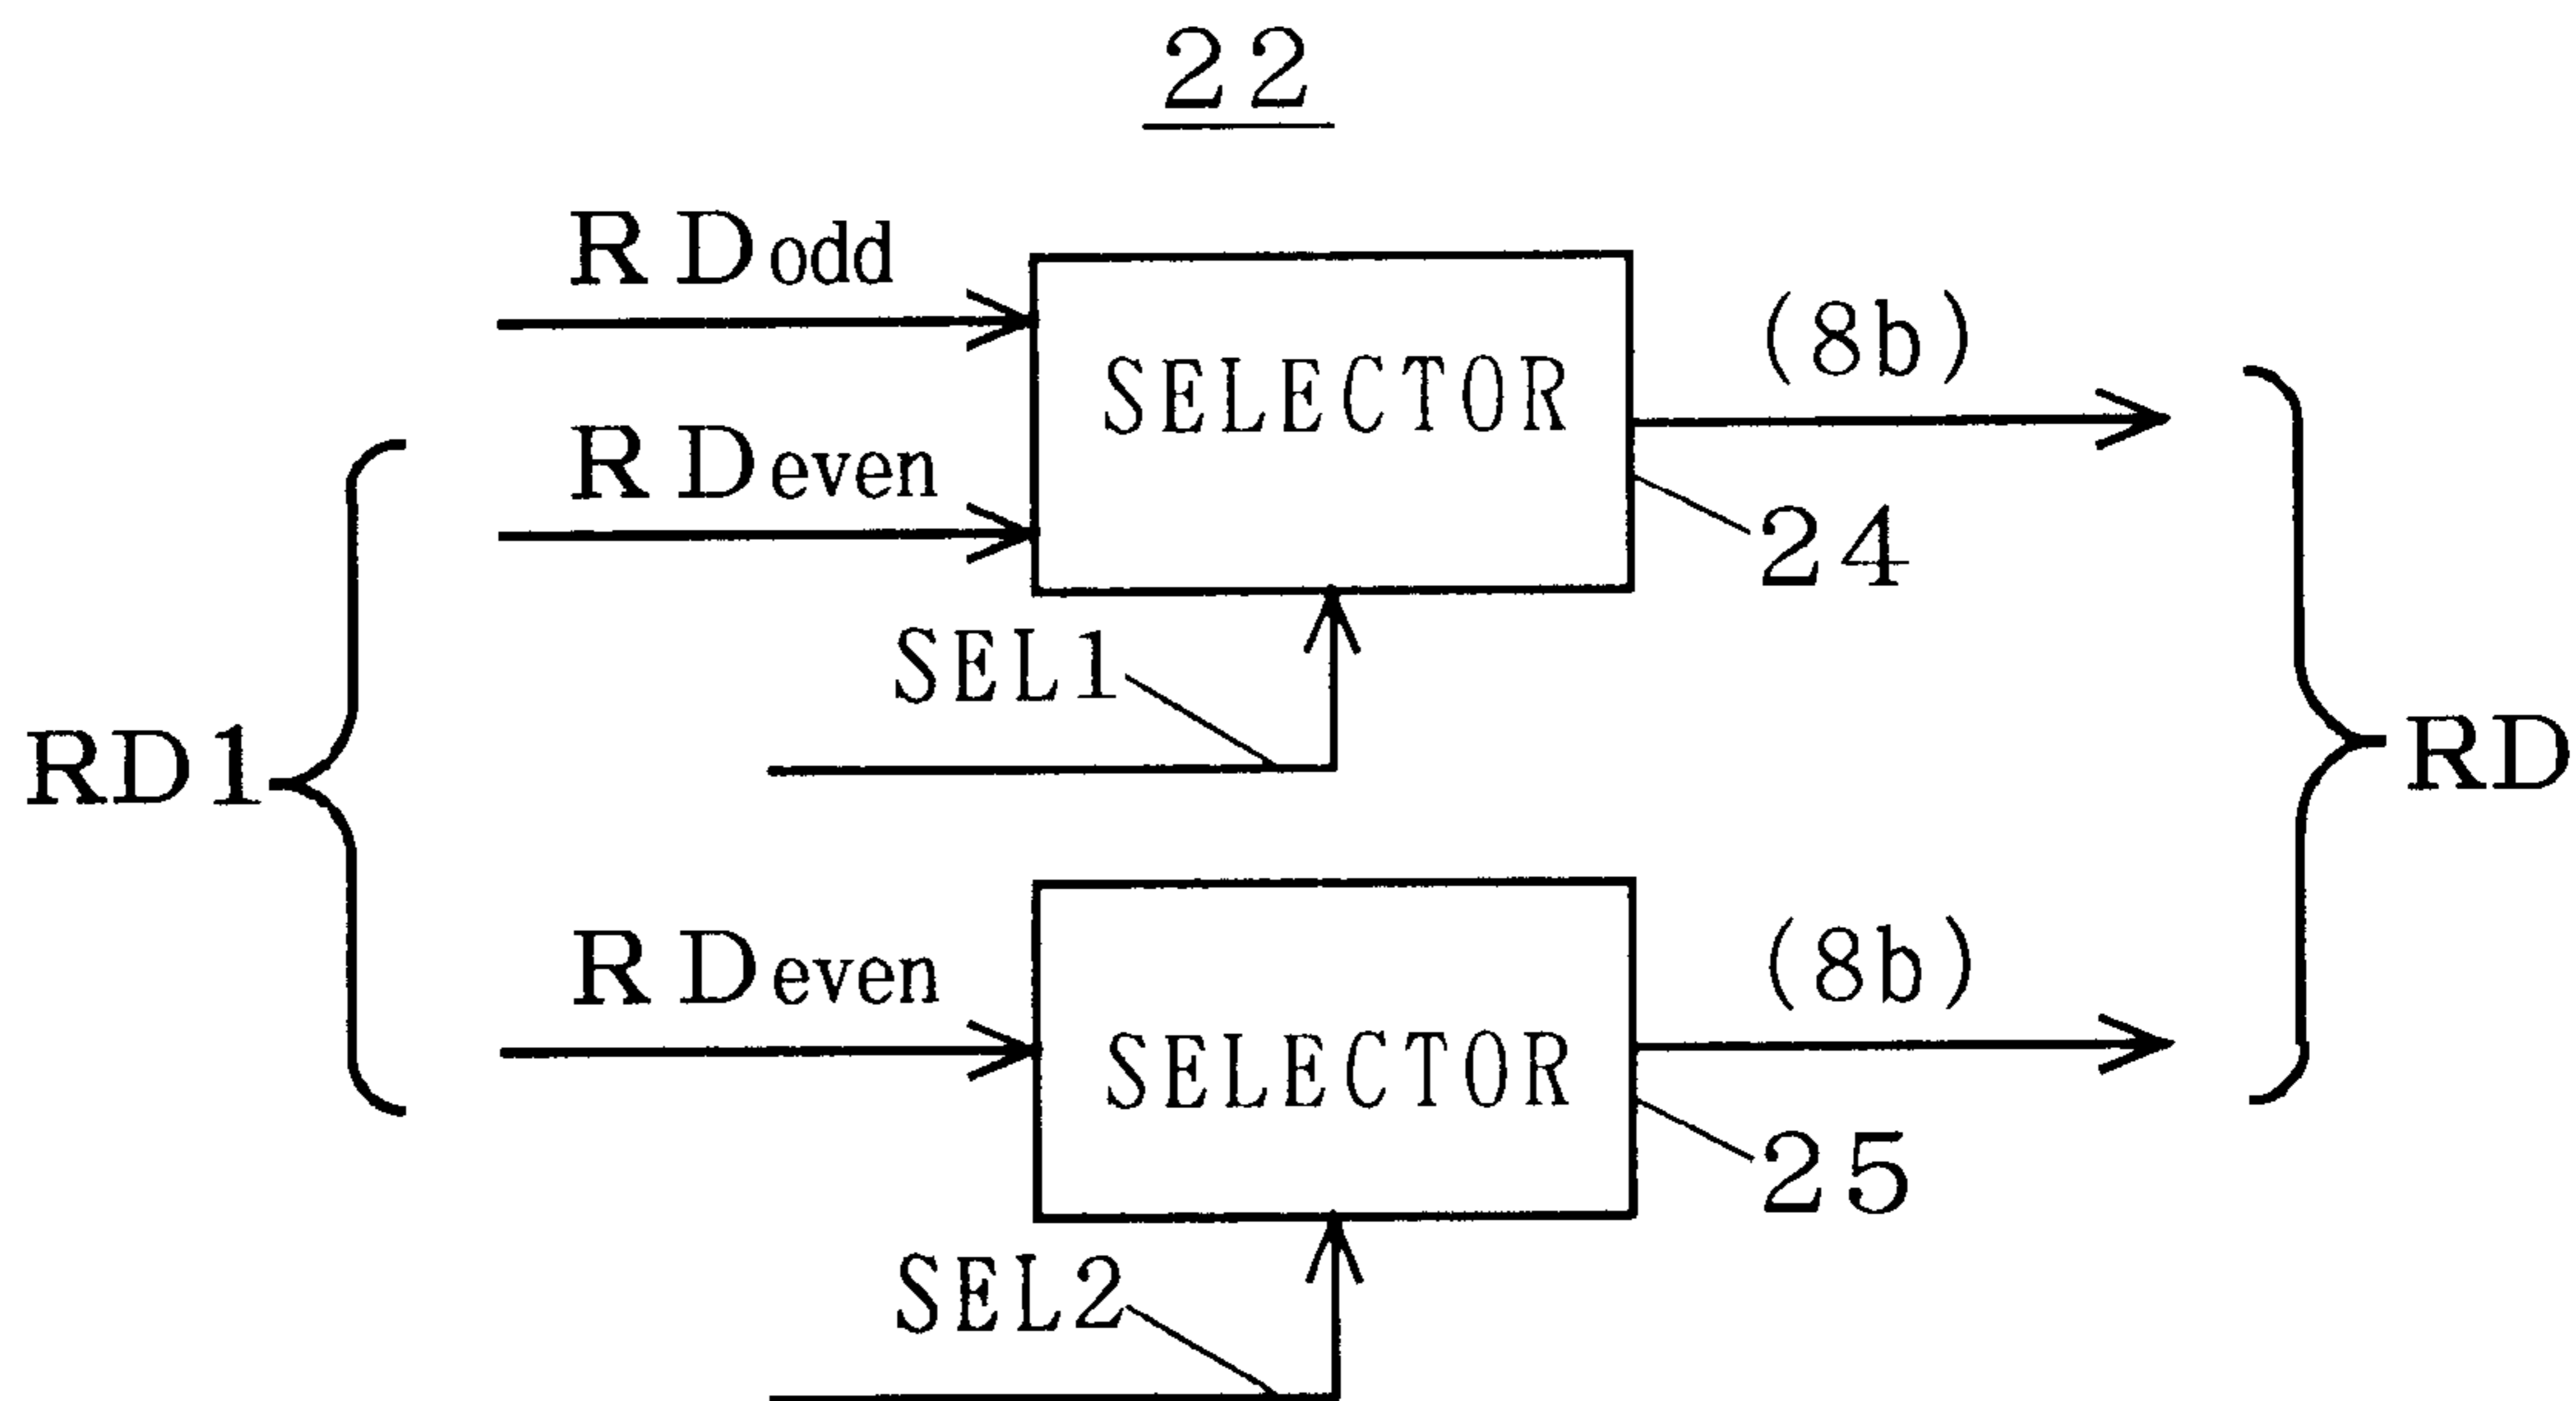 22
RDodd
SELECTOR
(8b)
RDeven
24
SEL1
RD1
RD
RDeven
SELECTOR
(8b)
25
SEL2